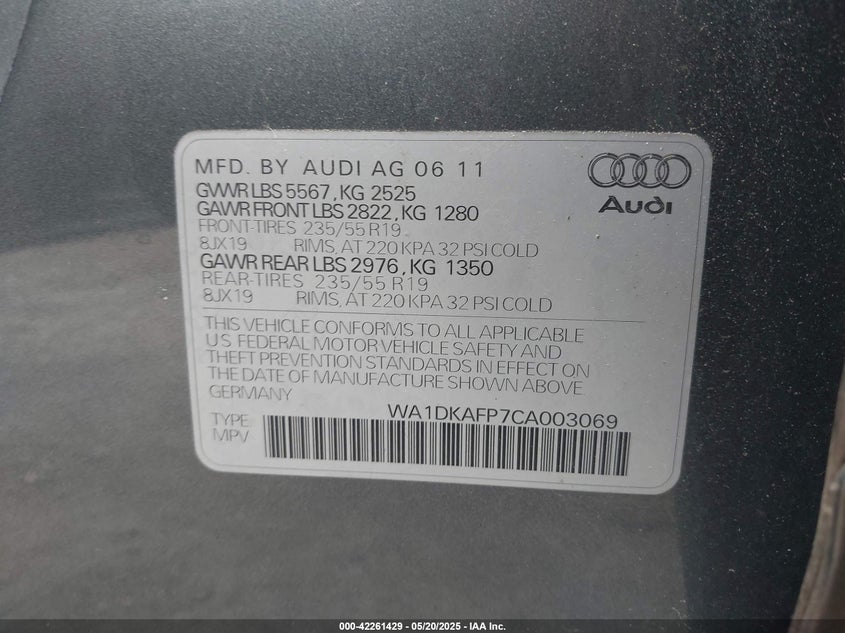 MFD. BY AUDI AG 06 11
GVWR LBS 5567, KG 2525
GAWR FRONT LBS 2822, KG 1280
FRONT-TIRES 235/55 R19
8JX19 RIMS, AT 220 KPA 32 PSI COLD
GAWR REAR LBS 2976, KG 1350
REAR-TIRES 235/55 R19
8JX19 RIMS, AT 220 KPA 32 PSI COLD
Audi
THIS VEHICLE CONFORMS TO ALL APPLICABLE
U.S. FEDERAL MOTOR VEHICLE SAFETY AND
THEFT PREVENTION STANDARDS IN EFFECT ON
THE DATE OF MANUFACTURE SHOWN ABOVE
GERMANY
WA1DKAFP7CA003069
TYPE
MPV
000-42261429 - 05/20/2025 - IAA Inc.